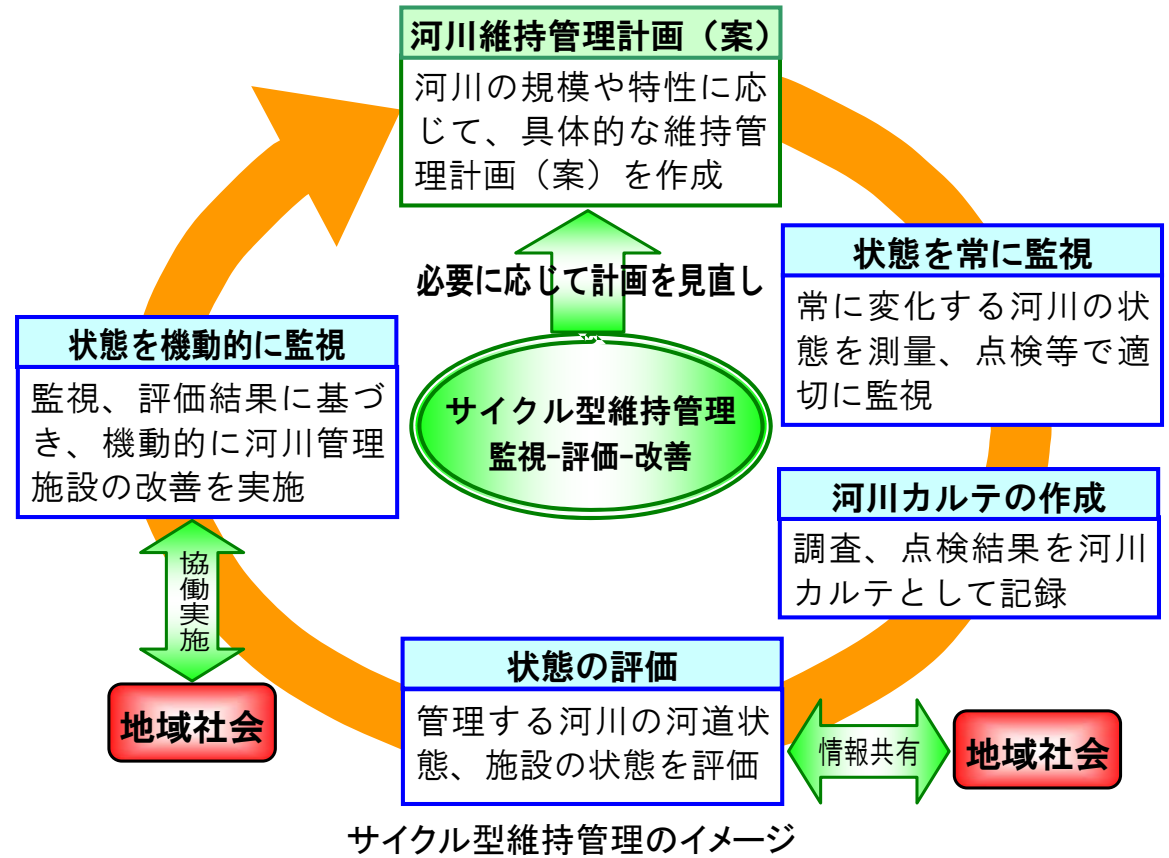 河川維持管理計画（案）
河川の規模や特性に応
じて、具体的な維持管
理計画（案）を作成
必要に応じて計画を見直し
サイクル型維持管理
監視-評価-改善
状態を常に監視
常に変化する河川の状
態を測量、点検等で適
切に監視
河川カルテの作成
調査、点検結果を河川
カルテとして記録
状態の評価
管理する河川の河道状
態、施設の状態を評価
情報共有
地域社会
状態を機動的に監視
監視、評価結果に基づ
き、機動的に河川管理
施設の改善を実施
協働実施
地域社会
サイクル型維持管理のイメージ